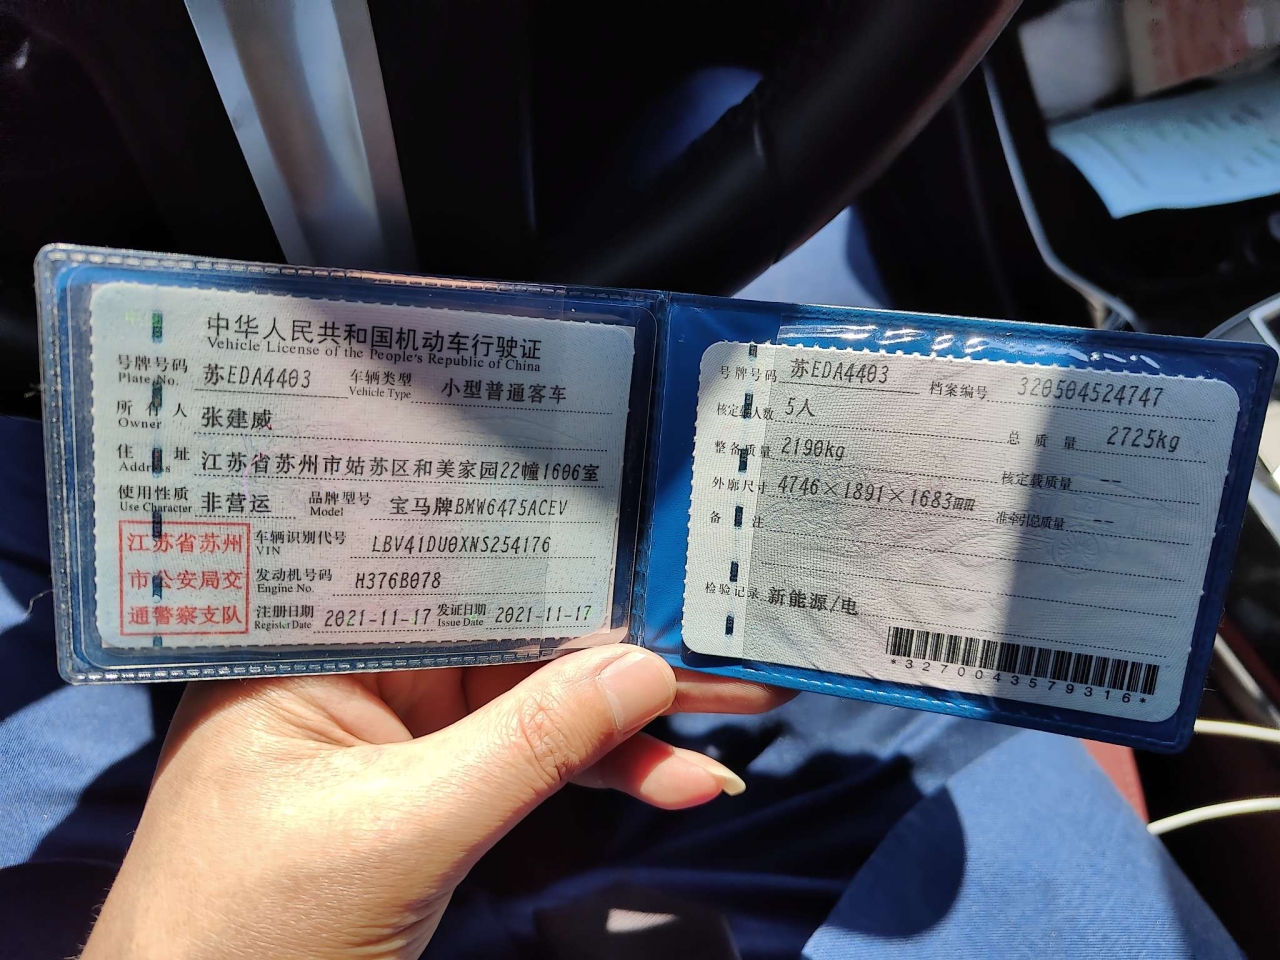 中华人民共和国机动车行驶证
Vehicle License of the People's Republic of China
号牌号码 苏EDA4403 车辆类型 小型普通客车
Plate No. Vehicle Type
所有人 张建威
Owner
住址 江苏省苏州市姑苏区和美家园22幢1606室
Address
使用性质 非营运 品牌型号 宝马牌BMW6475ACEV
Use Character Model
江苏省苏州
市公安局交
通警察支队
车辆识别代号 LBV41DU0XNS254176
VIN
发动机号码 H376B078
Engine No.
注册日期 2021-11-17 发证日期 2021-11-17
Register Date Issue Date
号牌号码 苏EDA4403 档案编号 320504524747
核定载人数 5人 总质量 2725kg
整备质量 2190kg 核定载质量 --
外廓尺寸 4746×1891×1683mm 准牵引总质量 --
备注
检验记录 新能源/电
*3270043579316*